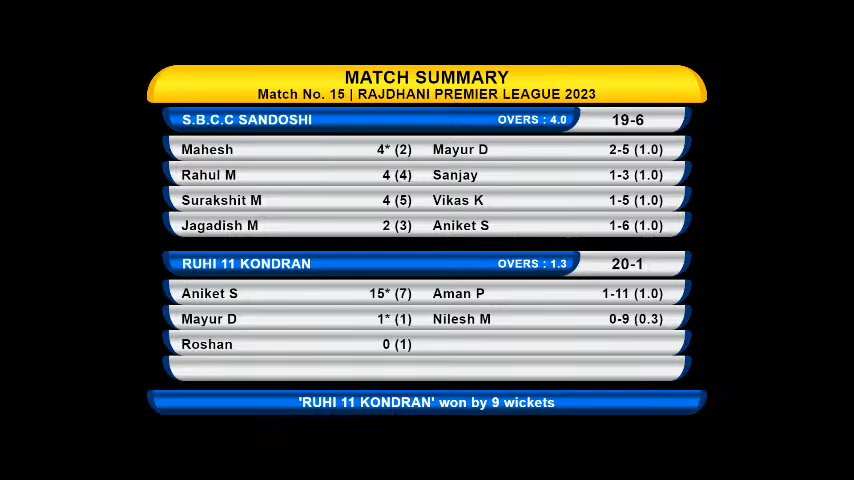 MATCH SUMMARY
Match No. 15 | RAJDHANI PREMIER LEAGUE 2023
S.B.C.C SANDOSHI OVERS : 4.0 19-6
Mahesh 4* (2) Mayur D 2-5 (1.0)
Rahul M 4 (4) Sanjay 1-3 (1.0)
Surakshit M 4 (5) Vikas K 1-5 (1.0)
Jagadish M 2 (3) Aniket S 1-6 (1.0)
RUHI 11 KONDRAN OVERS : 1.3 20-1
Aniket S 15* (7) Aman P 1-11 (1.0)
Mayur D 1* (1) Nilesh M 0-9 (0.3)
Roshan 0 (1)
'RUHI 11 KONDRAN' won by 9 wickets